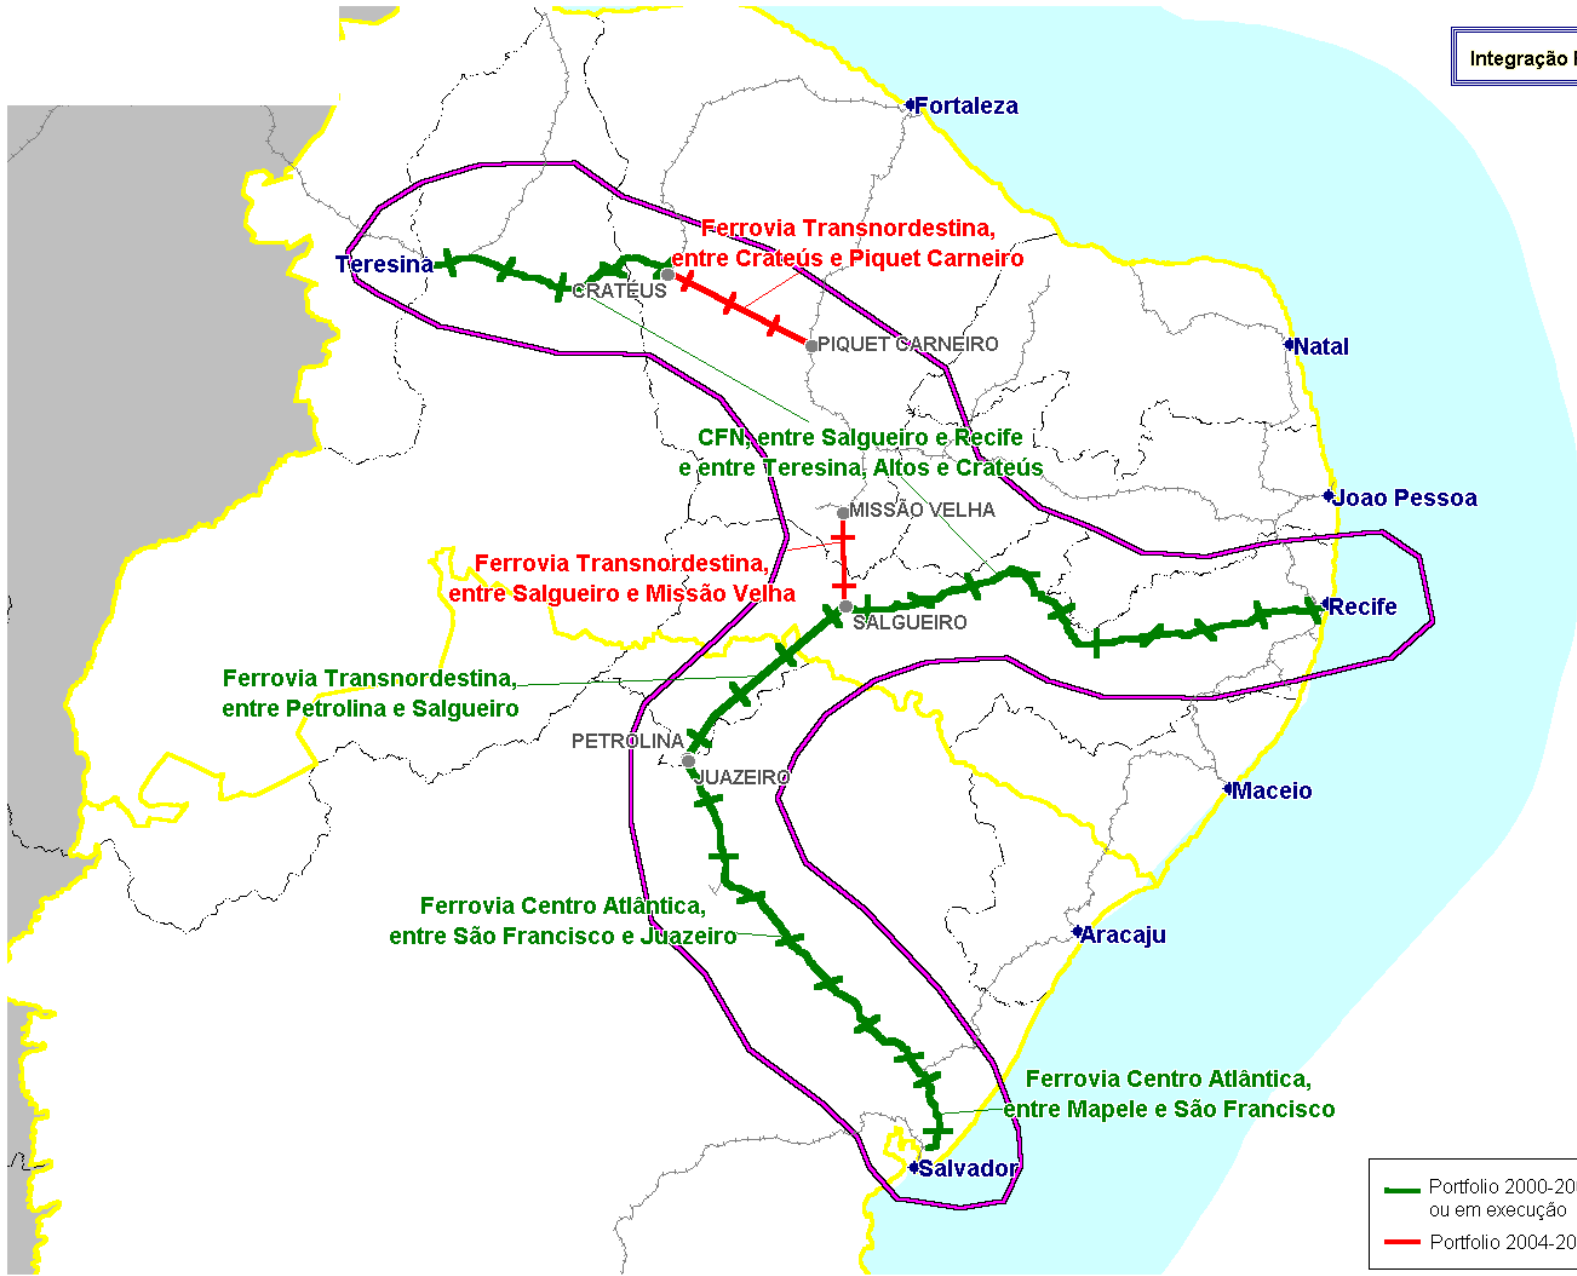 Integração
Fortaleza
Ferrovia Transnordestina,
entre Cratéus e Piquet Carneiro
Teresina
CRATÉUS
PIQUET CARNEIRO
Natal
CFN, entre Salgueiro e Recife
e entre Teresina, Altos e Cratéus
Joao Pessoa
MISSÃO VELHA
Ferrovia Transnordestina,
entre Salgueiro e Missão Velha
Recife
SALGUEIRO
Ferrovia Transnordestina,
entre Petrolina e Salgueiro
PETROLINA
JUAZEIRO
Maceio
Ferrovia Centro Atlântica,
entre São Francisco e Juazeiro
Aracaju
Ferrovia Centro Atlântica,
entre Mapele e São Francisco
Salvador
Portfolio 2000-20
ou em execução
Portfolio 2004-20